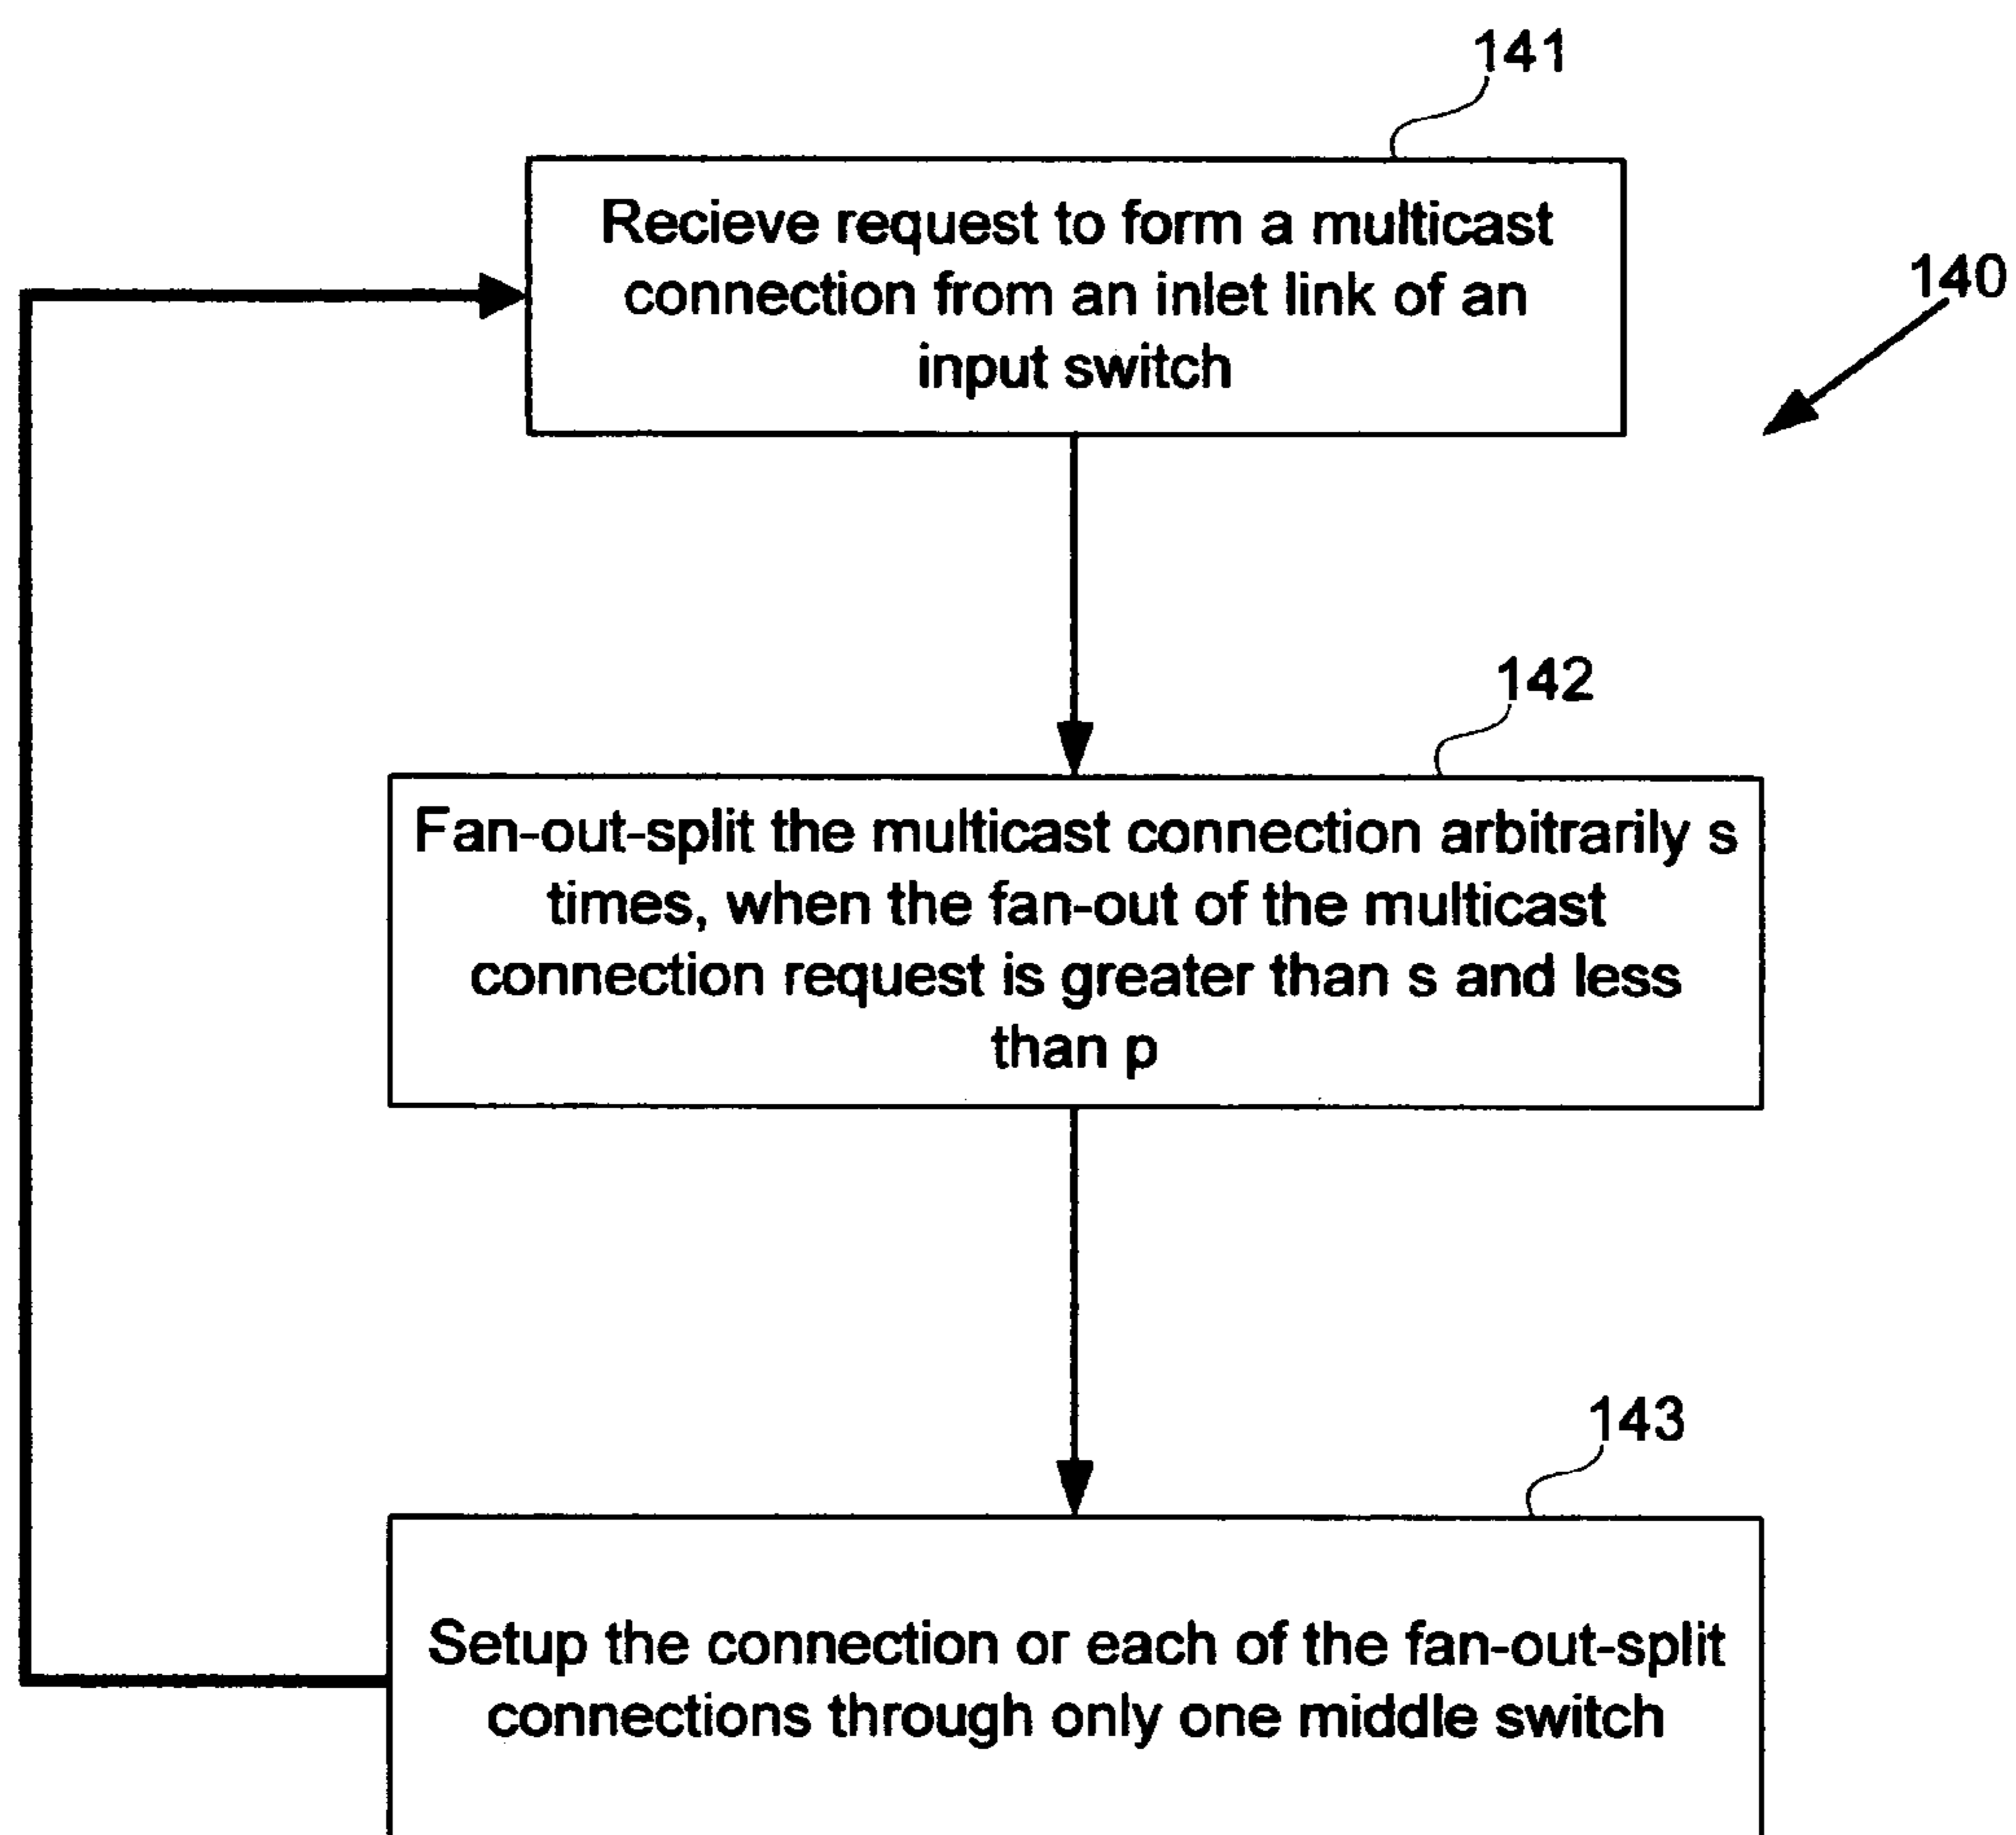 141
Recieve request to form a multicast
connection from an inlet link of an
input switch
140
142
Fan-out-split the multicast connection arbitrarily s
times, when the fan-out of the multicast
connection request is greater than s and less
than p
143
Setup the connection or each of the fan-out-split
connections through only one middle switch